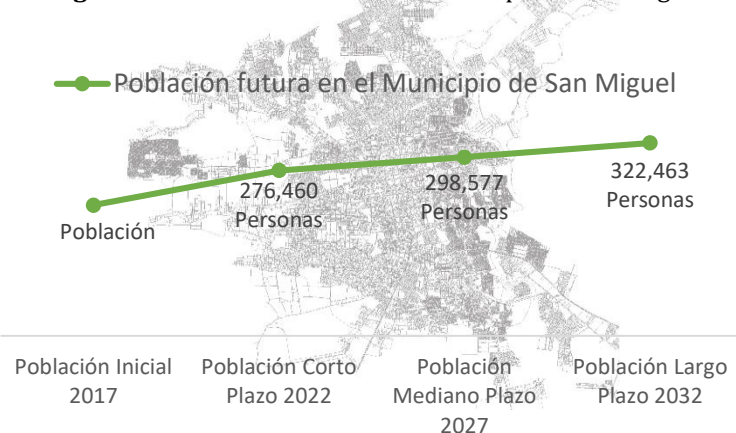 Población futura en el Municipio de San Miguel
Población
276,460
Personas
298,577
Personas
322,463
Personas
Población Inicial
2017
Población Corto
Plazo 2022
Población
Mediano Plazo
2027
Población Largo
Plazo 2032